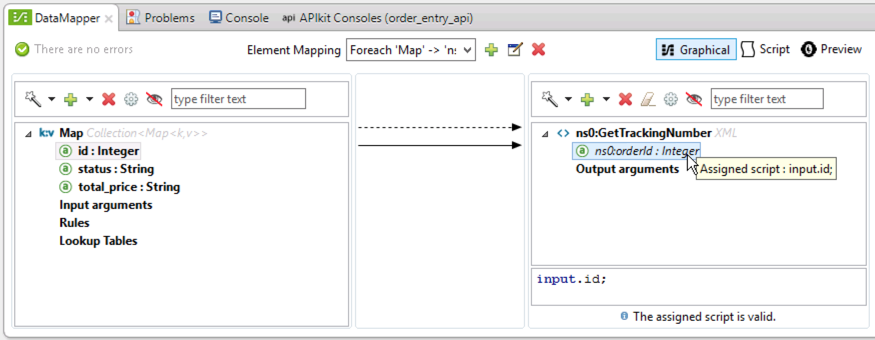 DataMapper Problems Console api APIkit Consoles (order_entry_api)
There are no errors Element Mapping Foreach 'Map' -> 'n: Graphical Script Preview
type filter text type filter text
k:v Map Collection<Map<k,v>> <> ns0:GetTrackingNumber XML
a id : Integer a ns0:orderId : Integer
a status : String Output arguments Assigned script : input.id;
a total_price : String
Input arguments
Rules
Lookup Tables
input.id;
The assigned script is valid.